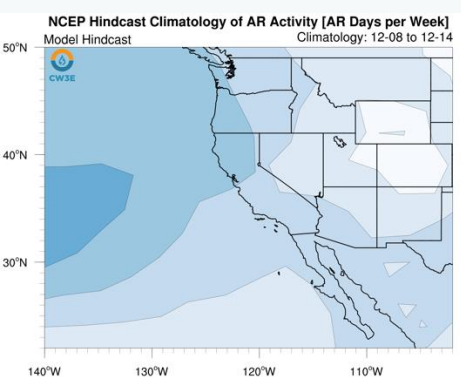 NCEP Hindcast Climatology of AR Activity [AR Days per Week]
Model Hindcast
Climatology: 12-08 to 12-14
50°N
CW3E
40°N
30°N
140°W
130°W
120°W
110°W